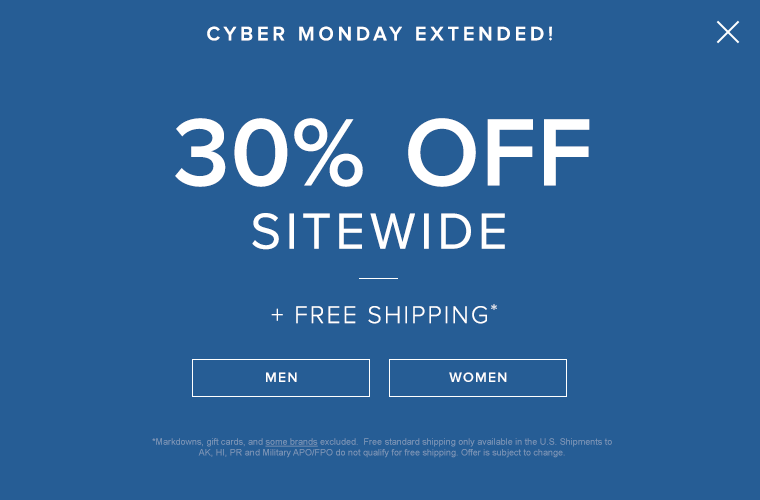 CYBER MONDAY EXTENDED!
30% OFF
SITEWIDE
+ FREE SHIPPING*
MEN
WOMEN
*Markdowns, gift cards, and some brands excluded. Free standard shipping only available in the U.S. Shipments to
AK, HI, PR and Military APO/FPO do not qualify for free shipping. Offer is subject to change.